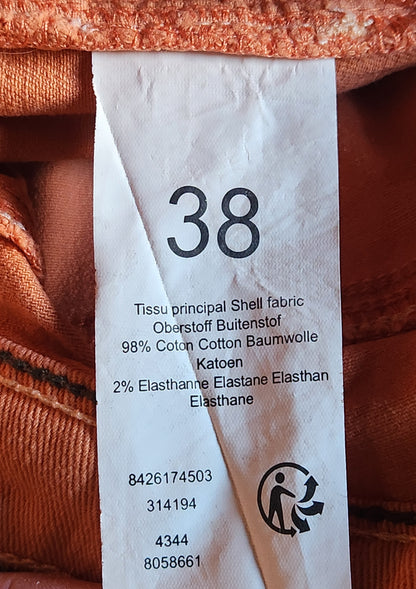 38
Tissu principal Shell fabric
Oberstoff Buitenstof
98% Coton Cotton Baumwolle
Katoen
2% Elasthanne Elastane Elasthan
Elasthane
8426174503
314194
4344
8058661